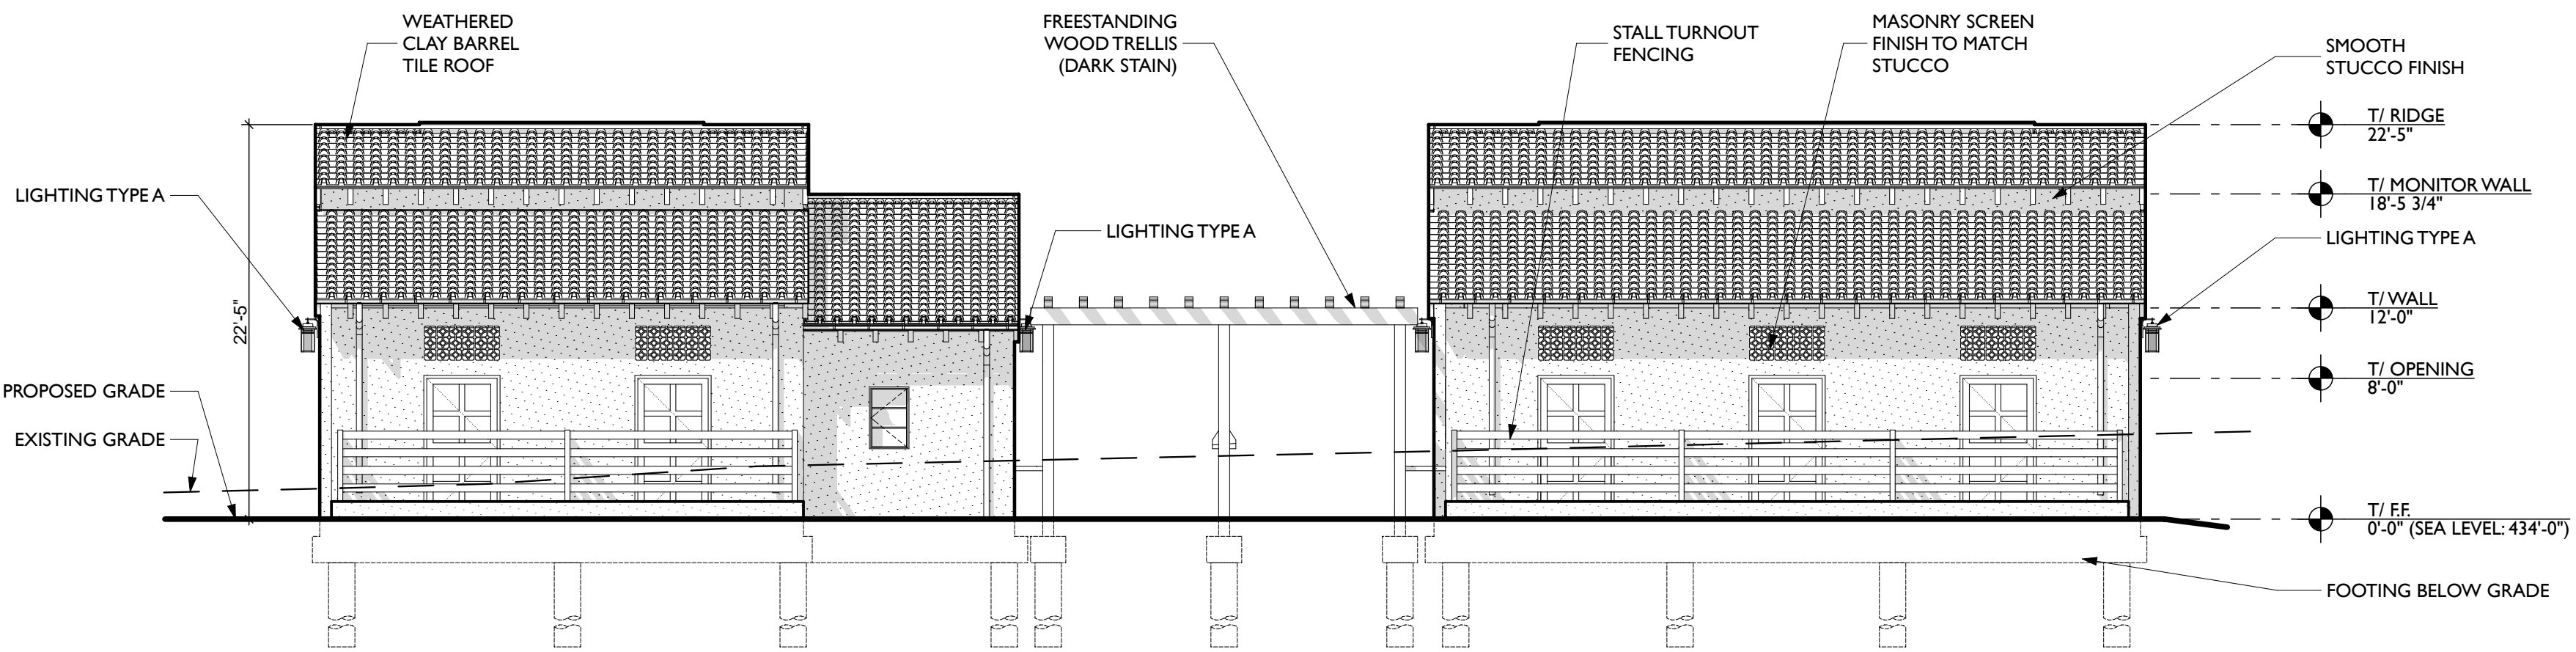 WEATHERED
CLAY BARREL
TILE ROOF
FREESTANDING
WOOD TRELLIS
(DARK STAIN)
STALL TURNOUT
FENCING
MASONRY SCREEN
FINISH TO MATCH
STUCCO
SMOOTH
STUCCO FINISH
T/ RIDGE
22'-5"
LIGHTING TYPE A
T/ MONITOR WALL
18'-5 3/4"
LIGHTING TYPE A
LIGHTING TYPE A
22'-5"
T/ WALL
12'-0"
T/ OPENING
8'-0"
PROPOSED GRADE
EXISTING GRADE
T/ F.F.
0'-0" (SEA LEVEL: 434'-0")
FOOTING BELOW GRADE